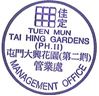 佳定
TUEN MUN
TAI HING GARDENS
(PH.II)
屯門大興花園(第二期)
管業處
MANAGEMENT OFFICE